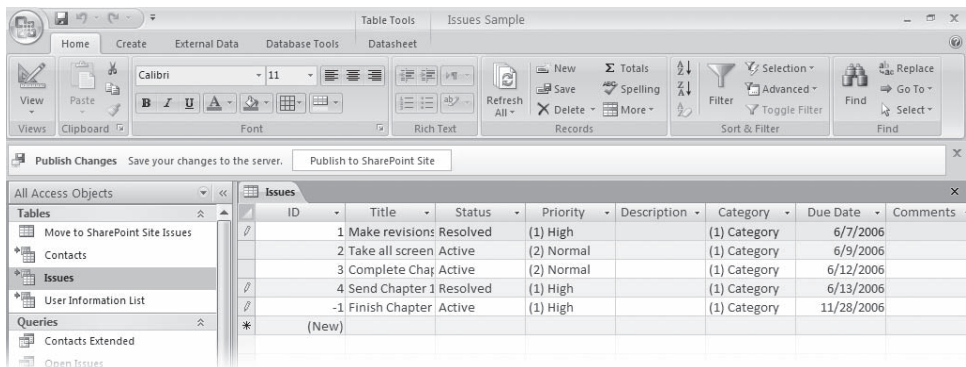 Table Tools Issues Sample
Home Create External Data Database Tools Datasheet
View
Views
Paste
Clipboard
Calibri 11
B I U A
Font
Rich Text
Refresh All
New
Save
Delete
Totals
Spelling
More
Records
Filter
Selection
Advanced
Toggle Filter
Sort & Filter
Find
Replace
Go To
Select
Find
Publish Changes Save your changes to the server. Publish to SharePoint Site
All Access Objects
Tables
Move to SharePoint Site Issues
Contacts
Issues
User Information List
Queries
Contacts Extended
Open Issues
Issues
ID Title Status Priority Description Category Due Date Comments
1 Make revisions Resolved (1) High (1) Category 6/7/2006
2 Take all screen Active (2) Normal (1) Category 6/9/2006
3 Complete Chap Active (2) Normal (1) Category 6/12/2006
4 Send Chapter 1 Resolved (1) High (1) Category 6/13/2006
-1 Finish Chapter Active (1) High (1) Category 11/28/2006
* (New)